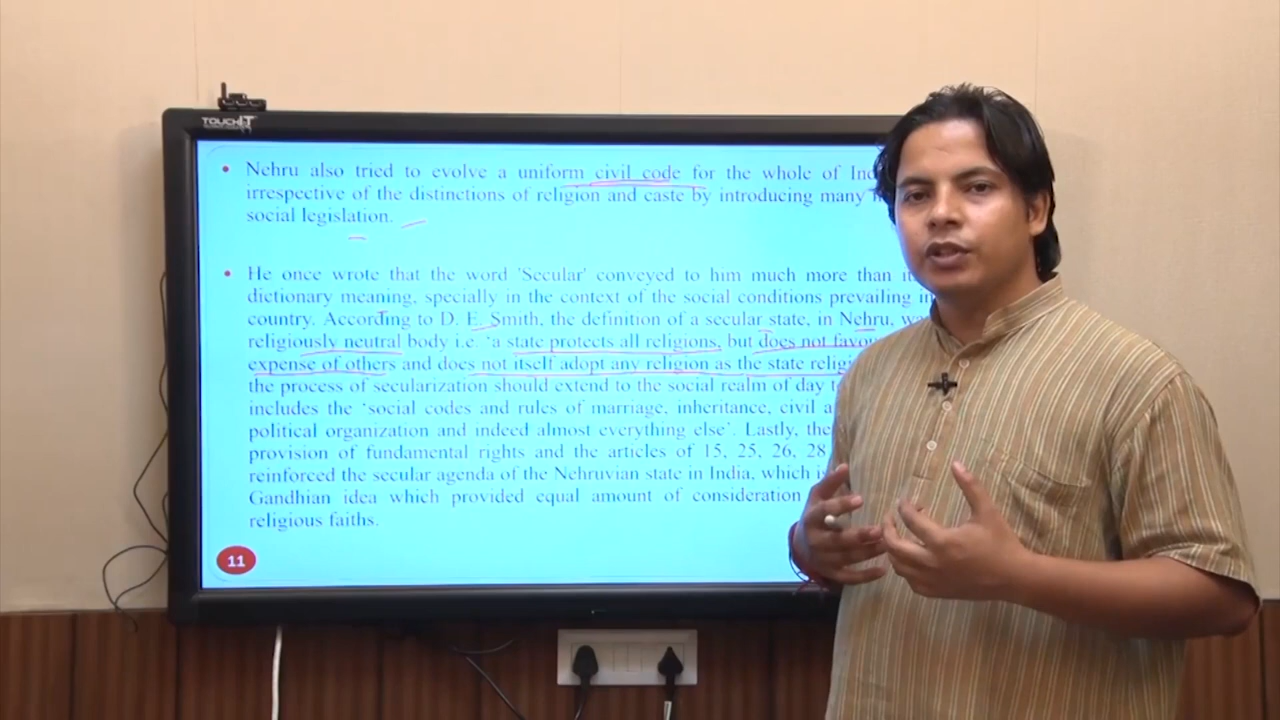 TOUCHIT
Nehru also tried to evolve a uniform civil code for the whole of
irrespective of the distinctions of religion and caste by introducing many
social legislation.
He once wrote that the word 'Secular' conveyed to him much more than
dictionary meaning, specially in the context of the social conditions prevailing in
country. According to D. E. Smith, the definition of a secular state, in Nehru,
religiously neutral body i.e. 'a state protects all religions, but does not
expense of others and does not itself adopt any religion as the state
the process of secularization should extend to the social realm of day
includes the 'social codes and rules of marriage, inheritance, civil
political organization and indeed almost everything else'. Lastly,
provision of fundamental rights and the articles of 15, 25, 26, 28
reinforced the secular agenda of the Nehruvian state in India, which
Gandhian idea which provided equal amount of consideration
religious faiths.
11